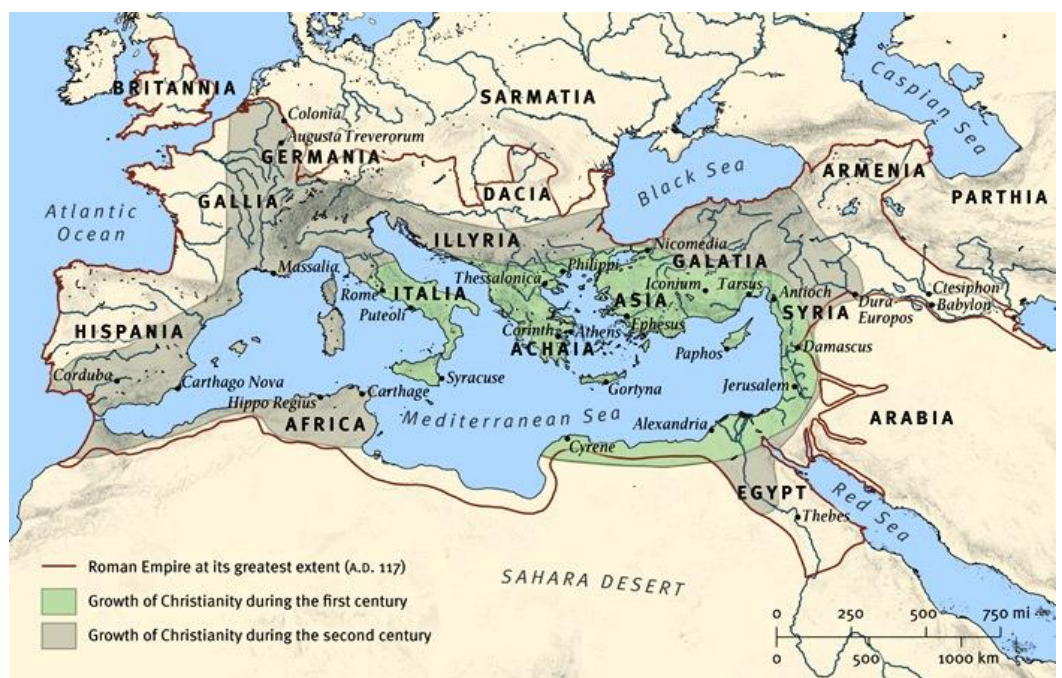 BRITANNIA
Colonia
SARMATIA
Caspian Sea
Augusta Treverorum
GERMANIA
DACIA
Black Sea
ARMENIA
PARTHIA
Atlantic
Ocean
GALLIA
ILLYRIA
Nicomedia
GALATIA
Massalia
Thessalonica
Philippi
Rome
ITALIA
ASIA
Iconium
Tarsus
Antioch
Ctesiphon
Babylon
Dura
Europos
SYRIA
Puteoli
HISPANIA
Corinth
Athens
Ephesus
ACHAIA
Paphos
Damascus
Corduba
Carthago Nova
Hippo Regius
Carthage
Syracuse
Gortyna
Jerusalem
AFRICA
Mediterranean Sea
Alexandria
ARABIA
Cyrene
EGYPT
Thebes
Red Sea
SAHARA DESERT
Roman Empire at its greatest extent (A.D. 117)
Growth of Christianity during the first century
Growth of Christianity during the second century
0 250 500 750 mi
0 500 1000 km